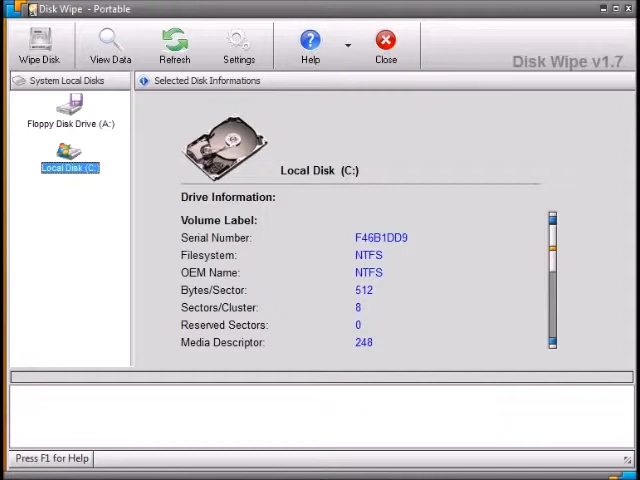 Disk Wipe - Portable
Wipe Disk
View Data
Refresh
Settings
Help
Close
Disk Wipe v1.7
System Local Disks
Selected Disk Informations
Floppy Disk Drive (A:)
Local Disk (C:)
Local Disk (C:)
Drive Information:
Volume Label:
Serial Number: F46B1DD9
Filesystem: NTFS
OEM Name: NTFS
Bytes/Sector: 512
Sectors/Cluster: 8
Reserved Sectors: 0
Media Descriptor: 248
Press F1 for Help